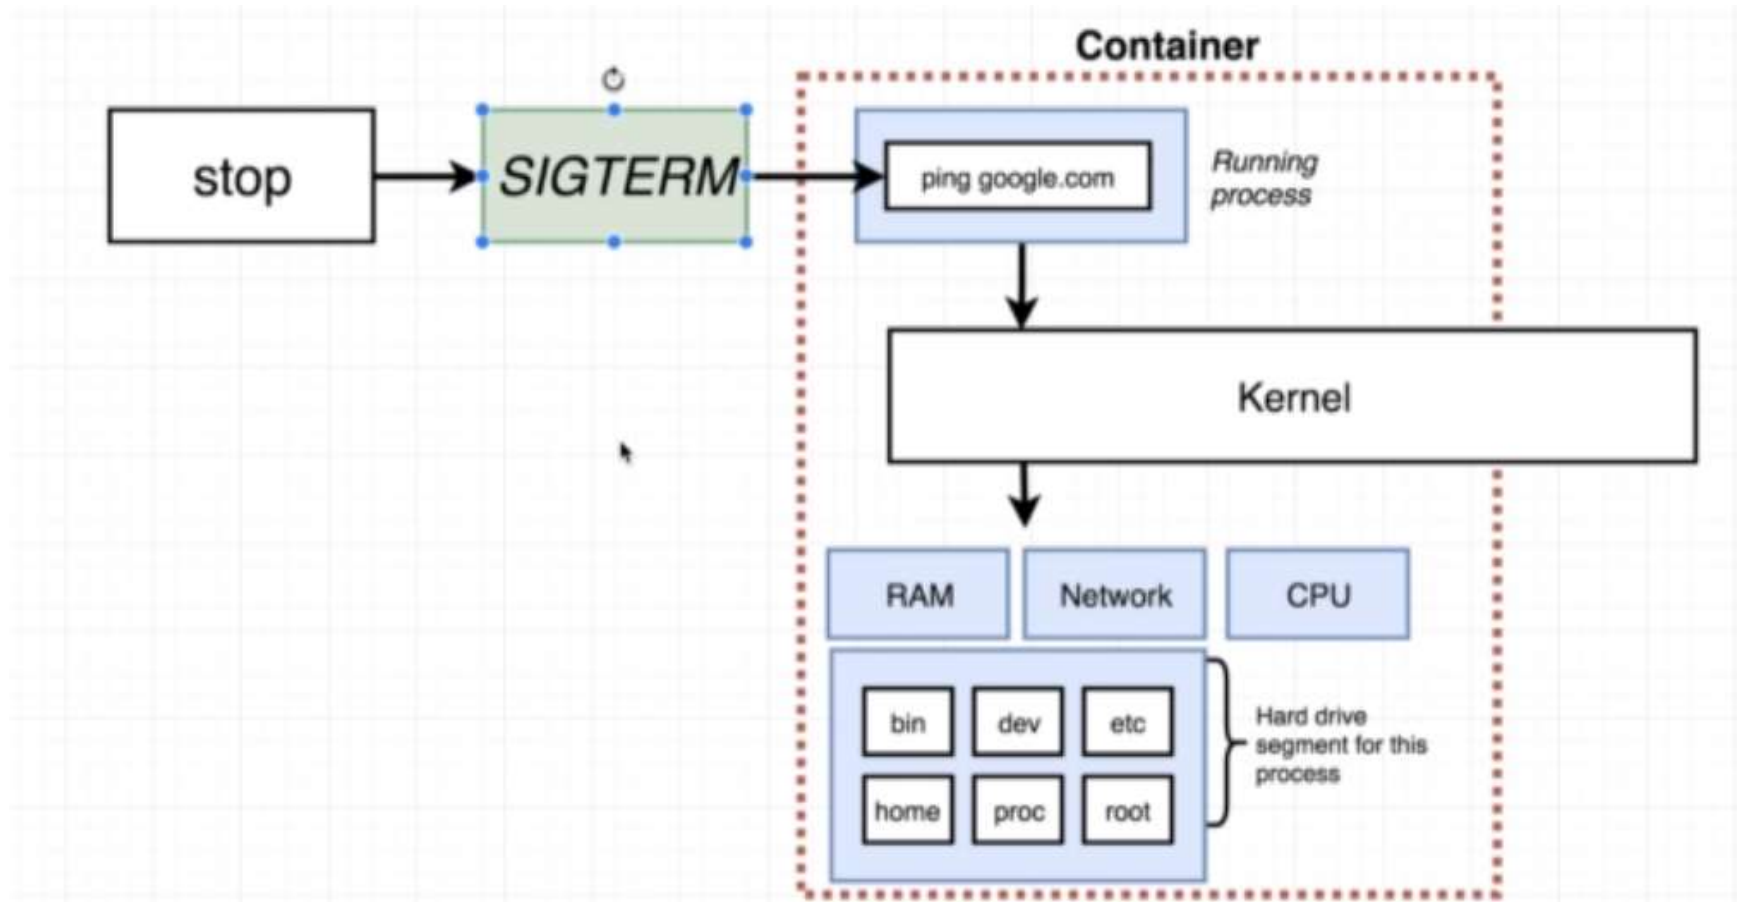 Container
stop
SIGTERM
ping google.com
Running
process
Kernel
RAM
Network
CPU
bin
dev
etc
home
proc
root
Hard drive
segment for this
process